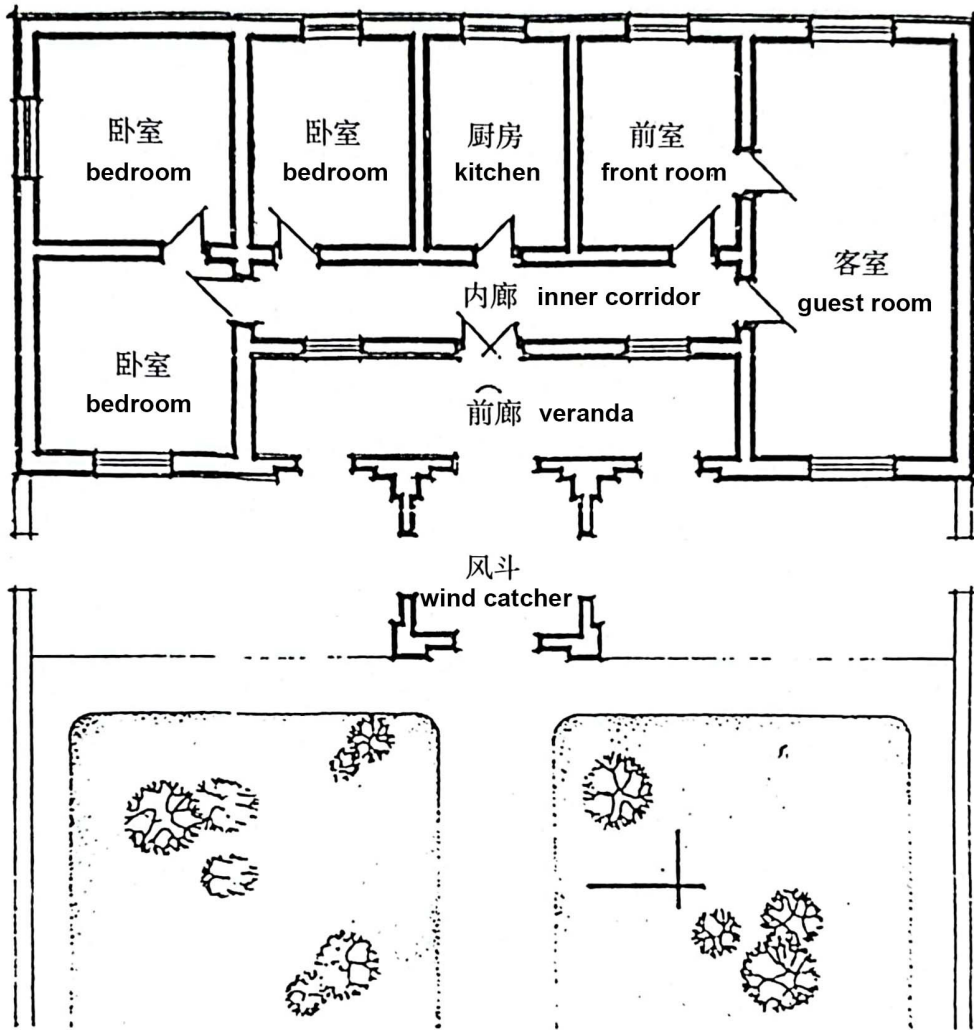 卧室
bedroom
卧室
bedroom
厨房
kitchen
前室
front room
客室
guest room
内廊 inner corridor
卧室
bedroom
前廊 veranda
风斗
wind catcher